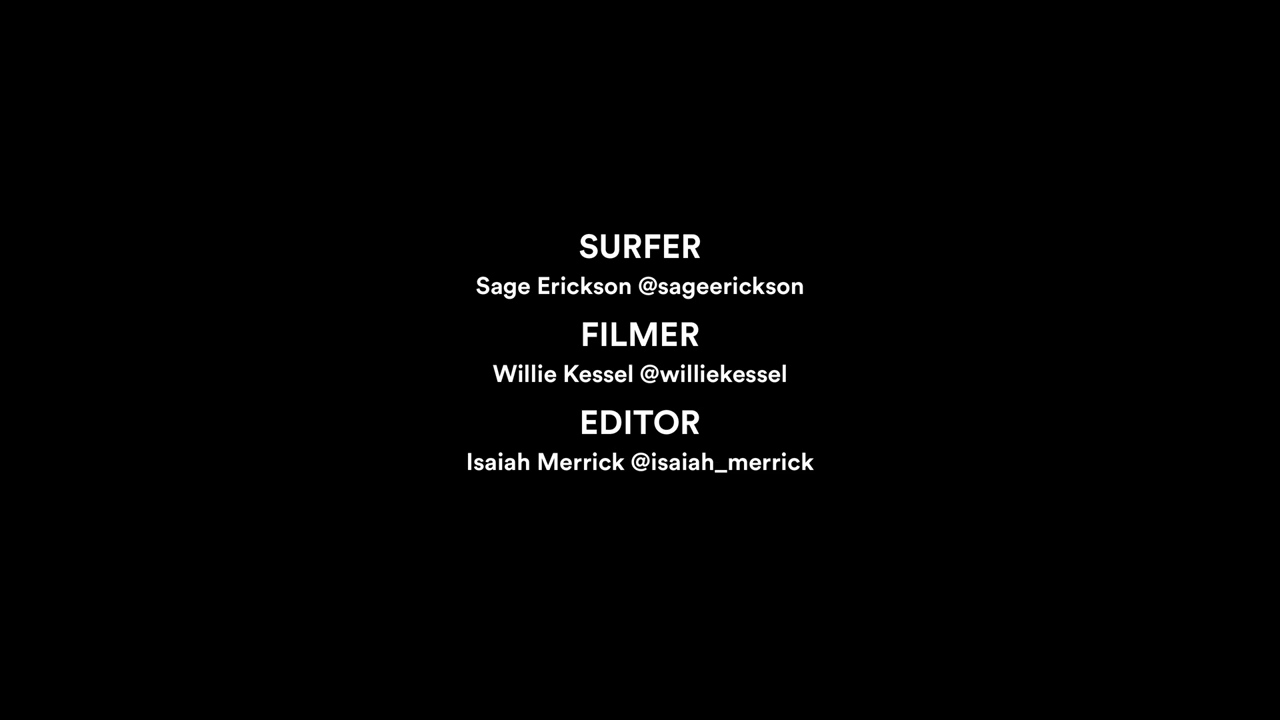 SURFER
Sage Erickson @sageerickson
FILMER
Willie Kessel @williekessel
EDITOR
Isaiah Merrick @isaiah_merrick